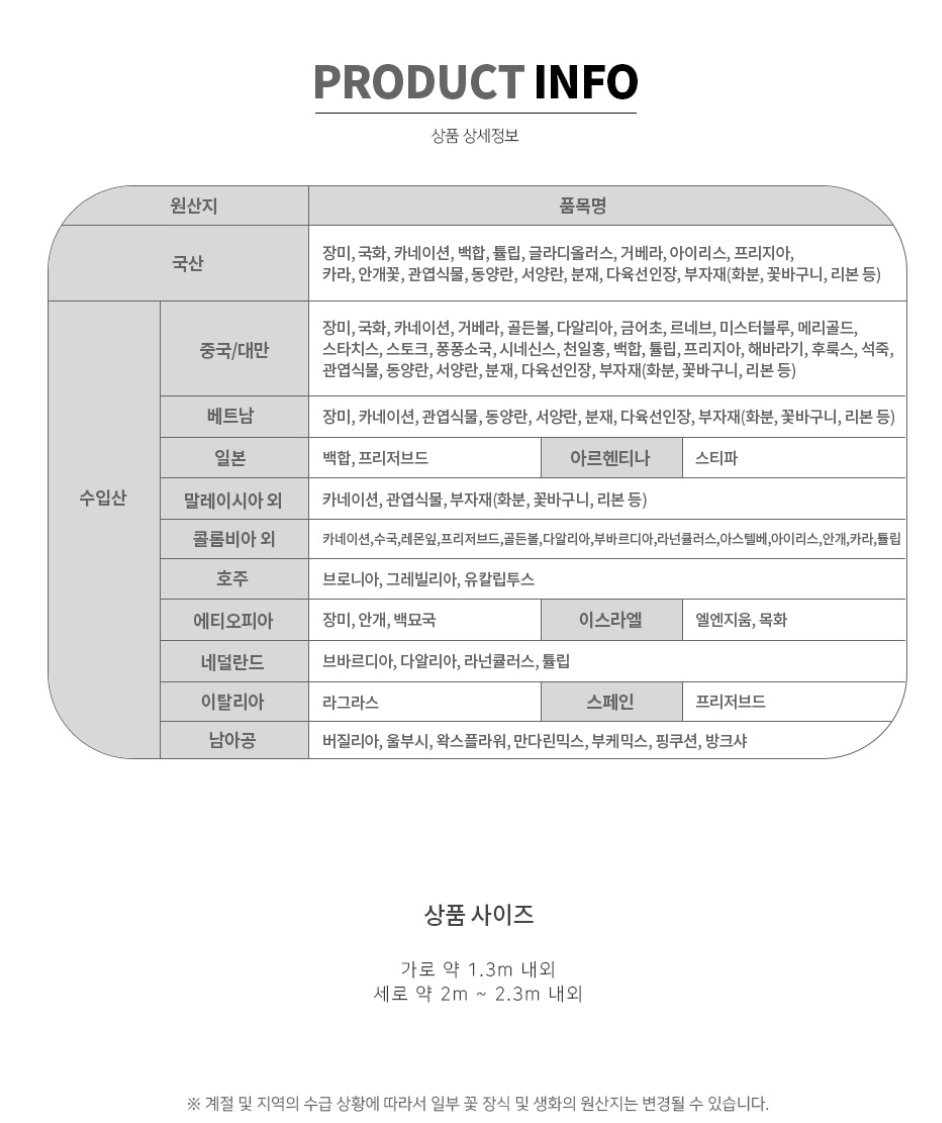 PRODUCT INFO
상품 상세정보
원산지 품목명
국산
장미, 국화, 카네이션, 백합, 튤립, 글라디올러스, 거베라, 아이리스, 프리지아,
카라, 안개꽃, 관엽식물, 동양란, 서양란, 분재, 다육선인장, 부자재(화분, 꽃바구니, 리본 등)
수입산
중국/대만
장미, 국화, 카네이션, 거베라, 골든볼, 다알리아, 금어초, 르네브, 미스터블루, 메리골드,
스타치스, 스토크, 퐁퐁소국, 시네신스, 천일홍, 백합, 튤립, 프리지아, 해바라기, 후룩스, 석죽,
관엽식물, 동양란, 서양란, 분재, 다육선인장, 부자재(화분, 꽃바구니, 리본 등)
베트남 장미, 카네이션, 관엽식물, 동양란, 서양란, 분재, 다육선인장, 부자재(화분, 꽃바구니, 리본 등)
일본 백합, 프리저브드 아르헨티나 스티파
말레이시아 외 카네이션, 관엽식물, 부자재(화분, 꽃바구니, 리본 등)
콜롬비아 외 카네이션,수국,레몬잎,프리저브드,골든볼,다알리아,부바르디아,라넌큘러스,아스텔베,아이리스,안개,카라,튤립
호주 브로니아, 그레빌리아, 유칼립투스
에티오피아 장미, 안개, 백묘국 이스라엘 엘엔지움, 목화
네덜란드 브바르디아, 다알리아, 라넌큘러스, 튤립
이탈리아 라그라스 스페인 프리저브드
남아공 버질리아, 울부시, 왁스플라워, 만다린믹스, 부케믹스, 핑쿠션, 방크샤
상품 사이즈
가로 약 1.3m 내외
세로 약 2m ~ 2.3m 내외
※ 계절 및 지역의 수급 상황에 따라서 일부 꽃 장식 및 생화의 원산지는 변경될 수 있습니다.